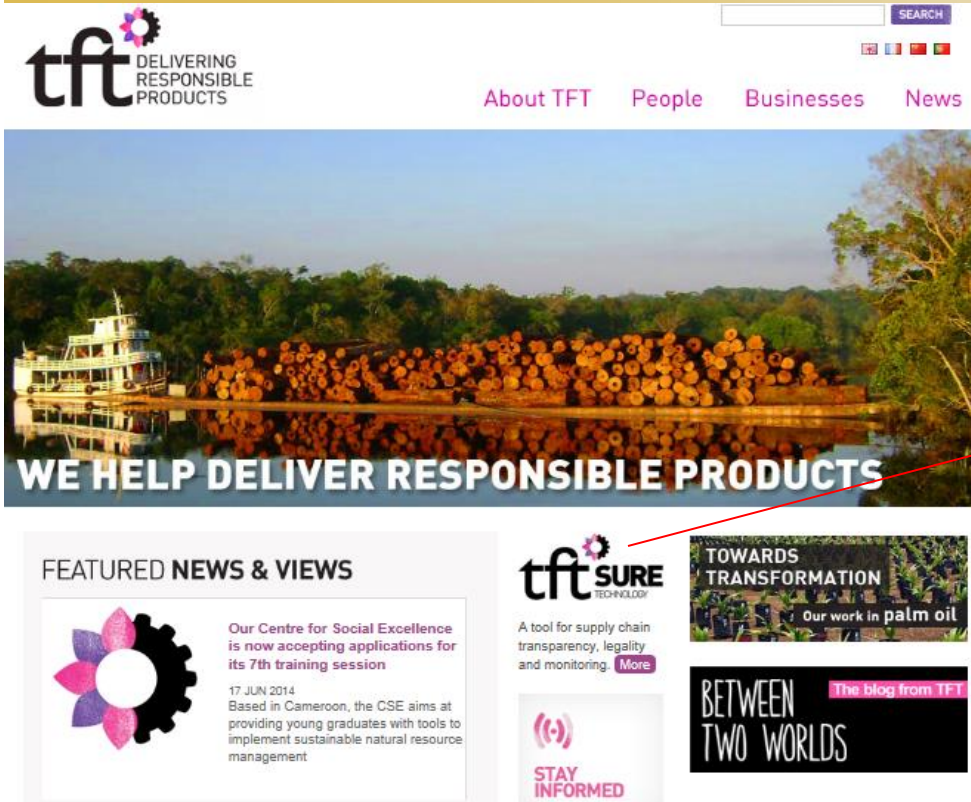 SEARCH
tft DELIVERING
RESPONSIBLE
PRODUCTS
About TFT People Businesses News
WE HELP DELIVER RESPONSIBLE PRODUCTS
FEATURED NEWS & VIEWS
Our Centre for Social Excellence
is now accepting applications for
its 7th training session
17 JUN 2014
Based in Cameroon, the CSE aims at
providing young graduates with tools to
implement sustainable natural resource
management
tft SURE
TECHNOLOGY
A tool for supply chain
transparency, legality
and monitoring. More
STAY
INFORMED
TOWARDS
TRANSFORMATION
Our work in palm oil
BETWEEN
TWO WORLDS
The blog from TFT